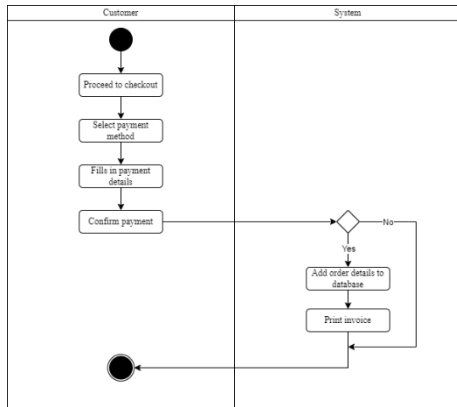 Customer
System
Proceed to checkout
Select payment
method
Fills in payment
details
Confirm payment
No
Yes
Add order details to
database
Print invoice